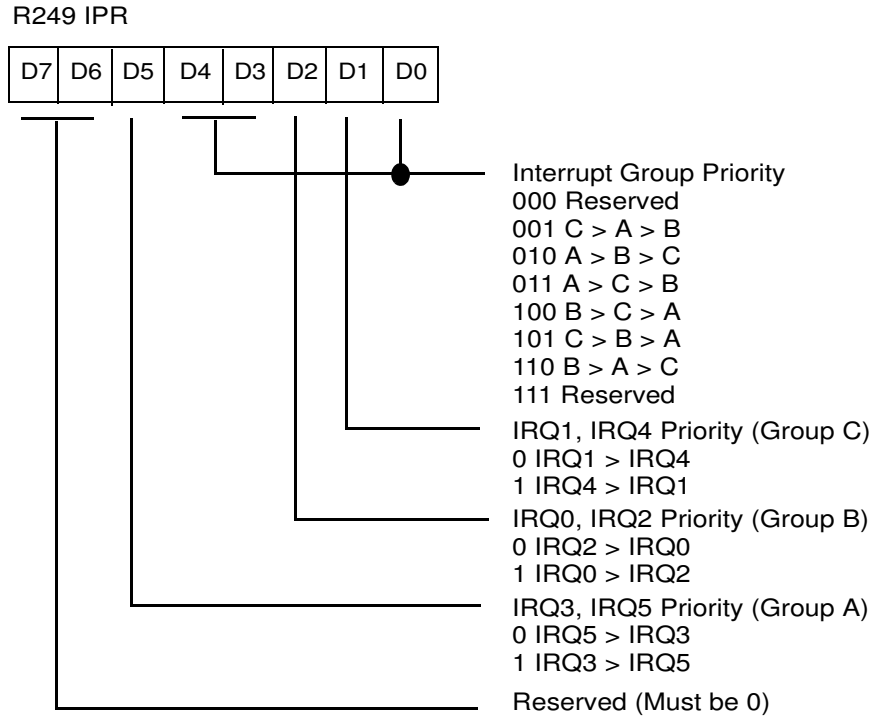 R249 IPR
D7 D6 D5 D4 D3 D2 D1 D0
Interrupt Group Priority
000 Reserved
001 C > A > B
010 A > B > C
011 A > C > B
100 B > C > A
101 C > B > A
110 B > A > C
111 Reserved
IRQ1, IRQ4 Priority (Group C)
0 IRQ1 > IRQ4
1 IRQ4 > IRQ1
IRQ0, IRQ2 Priority (Group B)
0 IRQ2 > IRQ0
1 IRQ0 > IRQ2
IRQ3, IRQ5 Priority (Group A)
0 IRQ5 > IRQ3
1 IRQ3 > IRQ5
Reserved (Must be 0)